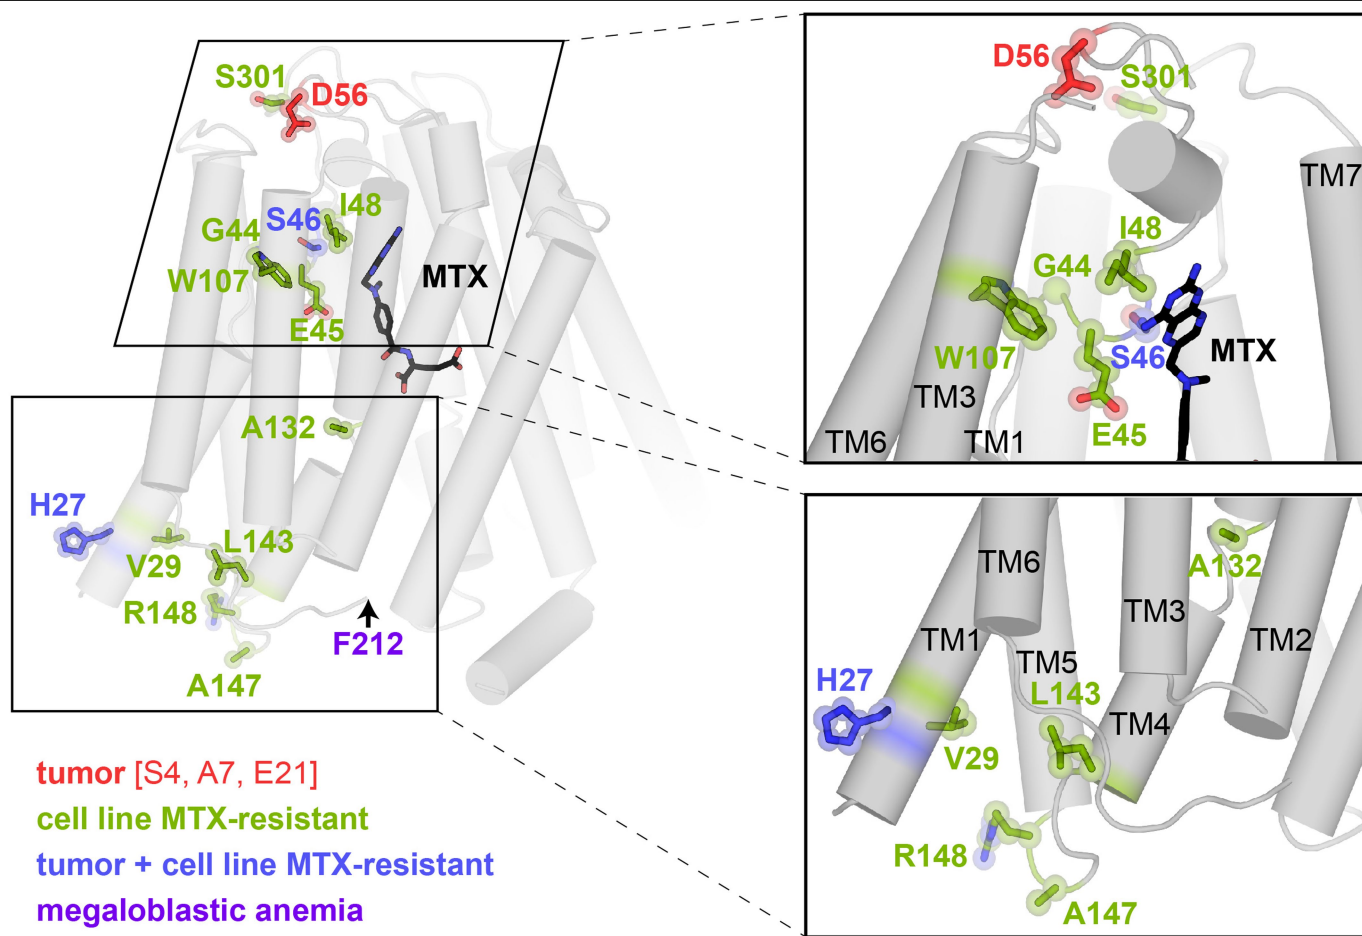 S301
D56
I48
S46
G44
W107
MTX
E45
A132
H27
L143
V29
R148
F212
A147
tumor [S4, A7, E21]
cell line MTX-resistant
tumor + cell line MTX-resistant
megaloblastic anemia
D56
S301
TM7
I48
G44
W107
S46
MTX
TM3
E45
TM6
TM1
TM6
A132
TM3
TM1
TM2
TM5
H27
L143
TM4
V29
R148
A147